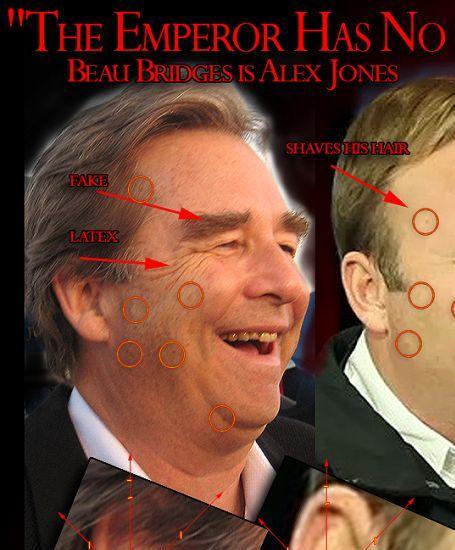 "The Emperor Has No
Beau Bridges is Alex Jones
Shaves his hair
Fake
Latex